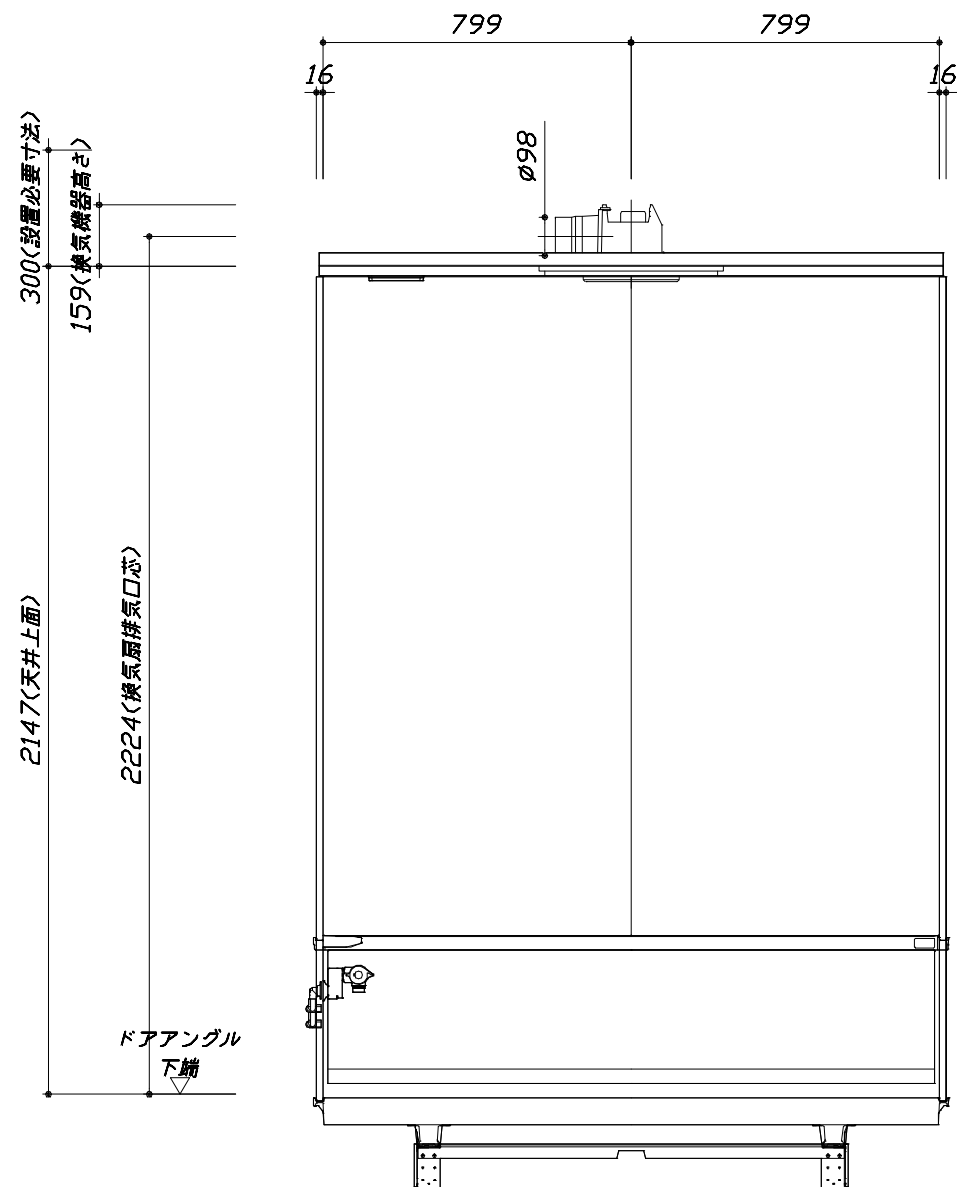 799
799
16
16
ø98
300(設置必要寸法)
159(換気機器高さ)
2147(天井上面)
2224(換気扇排気口芯)
ドアアングル
下端